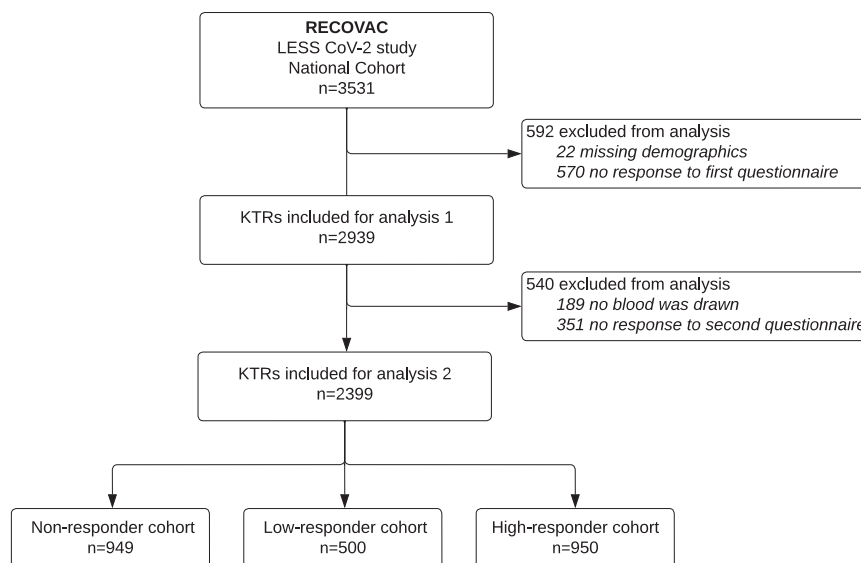 RECOVAC
LESS CoV-2 study
National Cohort
n=3531
592 excluded from analysis
22 missing demographics
570 no response to first questionnaire
KTRs included for analysis 1
n=2939
540 excluded from analysis
189 no blood was drawn
351 no response to second questionnaire
KTRs included for analysis 2
n=2399
Non-responder cohort
n=949
Low-responder cohort
n=500
High-responder cohort
n=950